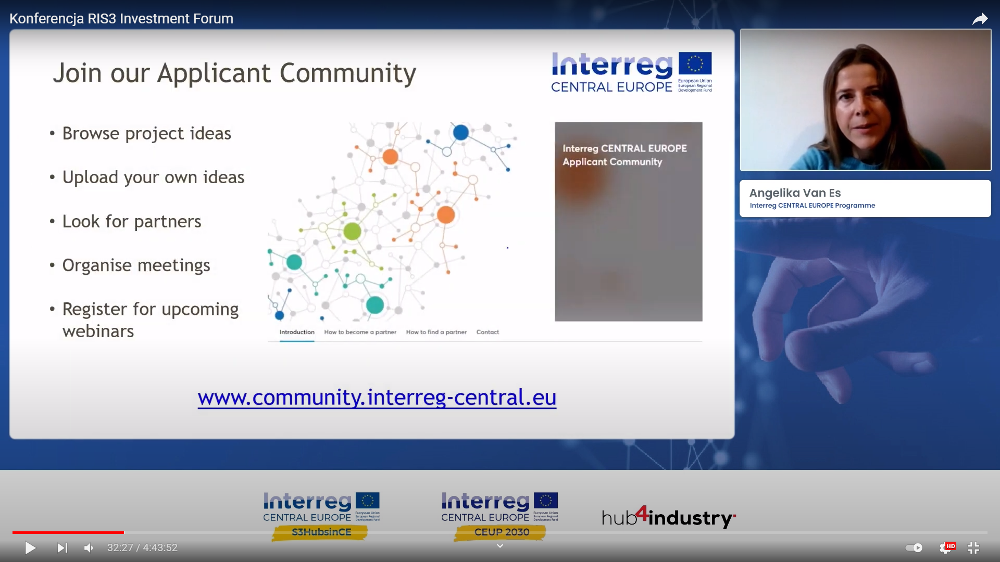 Konferencja RIS3 Investment Forum
Join our Applicant Community
Interreg
CENTRAL EUROPE
European Union
European Regional
Development Fund
• Browse project ideas
• Upload your own ideas
• Look for partners
• Organise meetings
• Register for upcoming
webinars
Interreg CENTRAL EUROPE
Applicant Community
Introduction How to become a partner How to find a partner Contact
www.community.interreg-central.eu
Angelika Van Es
Interreg CENTRAL EUROPE Programme
Interreg
CENTRAL EUROPE
European Union
European Regional
Development Fund
S3HubsinCE
Interreg
CENTRAL EUROPE
European Union
European Regional
Development Fund
CEUP 2030
hub4industry
32:27 / 4:43:52
HD